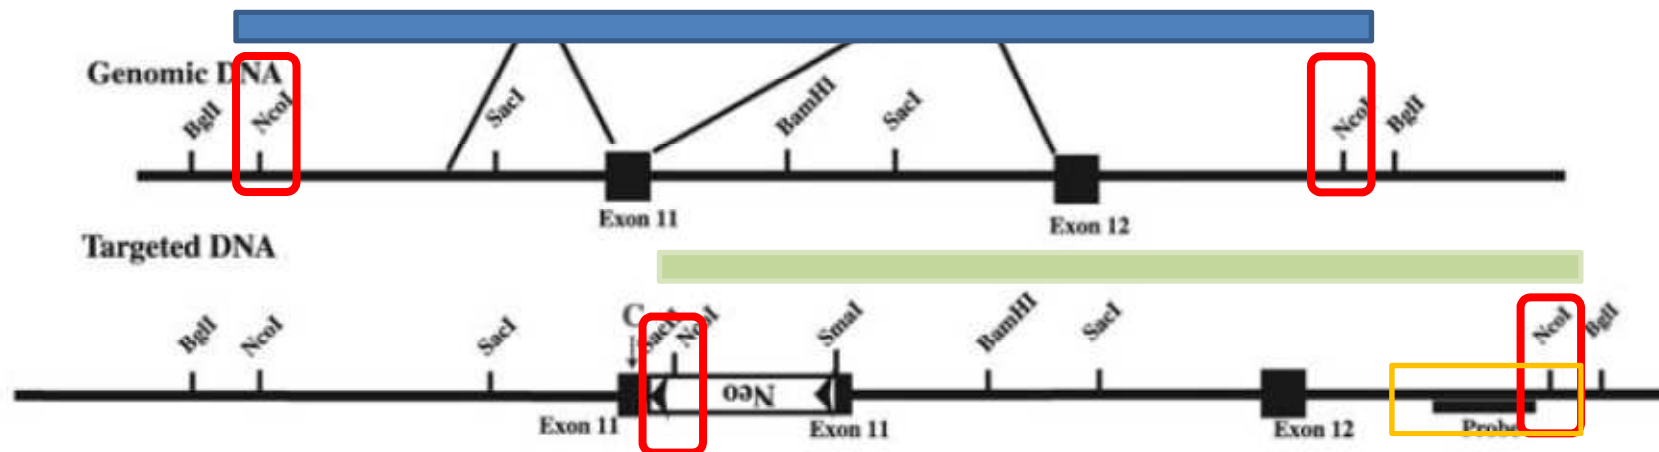 Genomic DNA
BglI NcoI SacI BamHI SacI NcoI BglI
Exon 11 Exon 12
Targeted DNA
BglI NcoI SacI C SacII NcoI SmaI BamHI SacI NcoI BglI
Neo
Exon 11 Exon 11 Exon 12 Probe